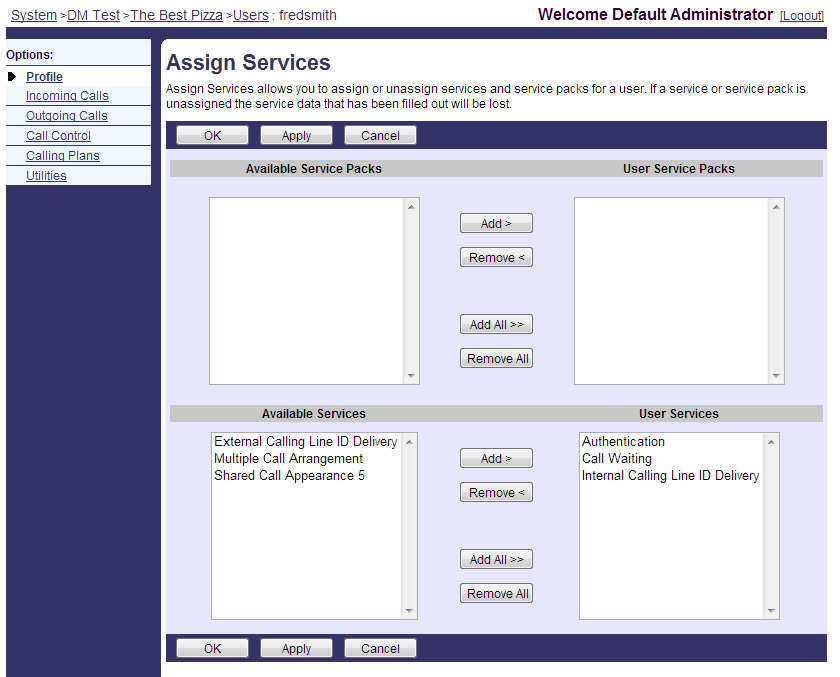 System >DM Test >The Best Pizza >Users : fredsmith
Welcome Default Administrator [Logout]
Options:
Profile
Incoming Calls
Outgoing Calls
Call Control
Calling Plans
Utilities
Assign Services
Assign Services allows you to assign or unassign services and service packs for a user. If a service or service pack is
unassigned the service data that has been filled out will be lost.
OK Apply Cancel
Available Service Packs
User Service Packs
Add >
Remove <
Add All >>
Remove All
Available Services
User Services
External Calling Line ID Delivery
Multiple Call Arrangement
Shared Call Appearance 5
Add >
Remove <
Add All >>
Remove All
Authentication
Call Waiting
Internal Calling Line ID Delivery
OK Apply Cancel